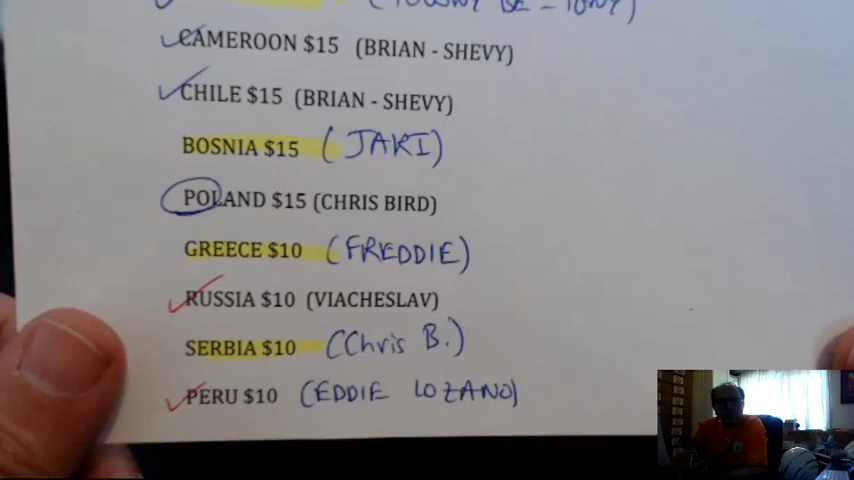 CAMEROON $15 (BRIAN - SHEVY)
CHILE $15 (BRIAN - SHEVY)
BOSNIA $15 (JAKI)
POLAND $15 (CHRIS BIRD)
GREECE $10 (FREDDIE)
RUSSIA $10 (VIACHESLAV)
SERBIA $10 (Chris B.)
PERU $10 (EDDIE LOZANO)